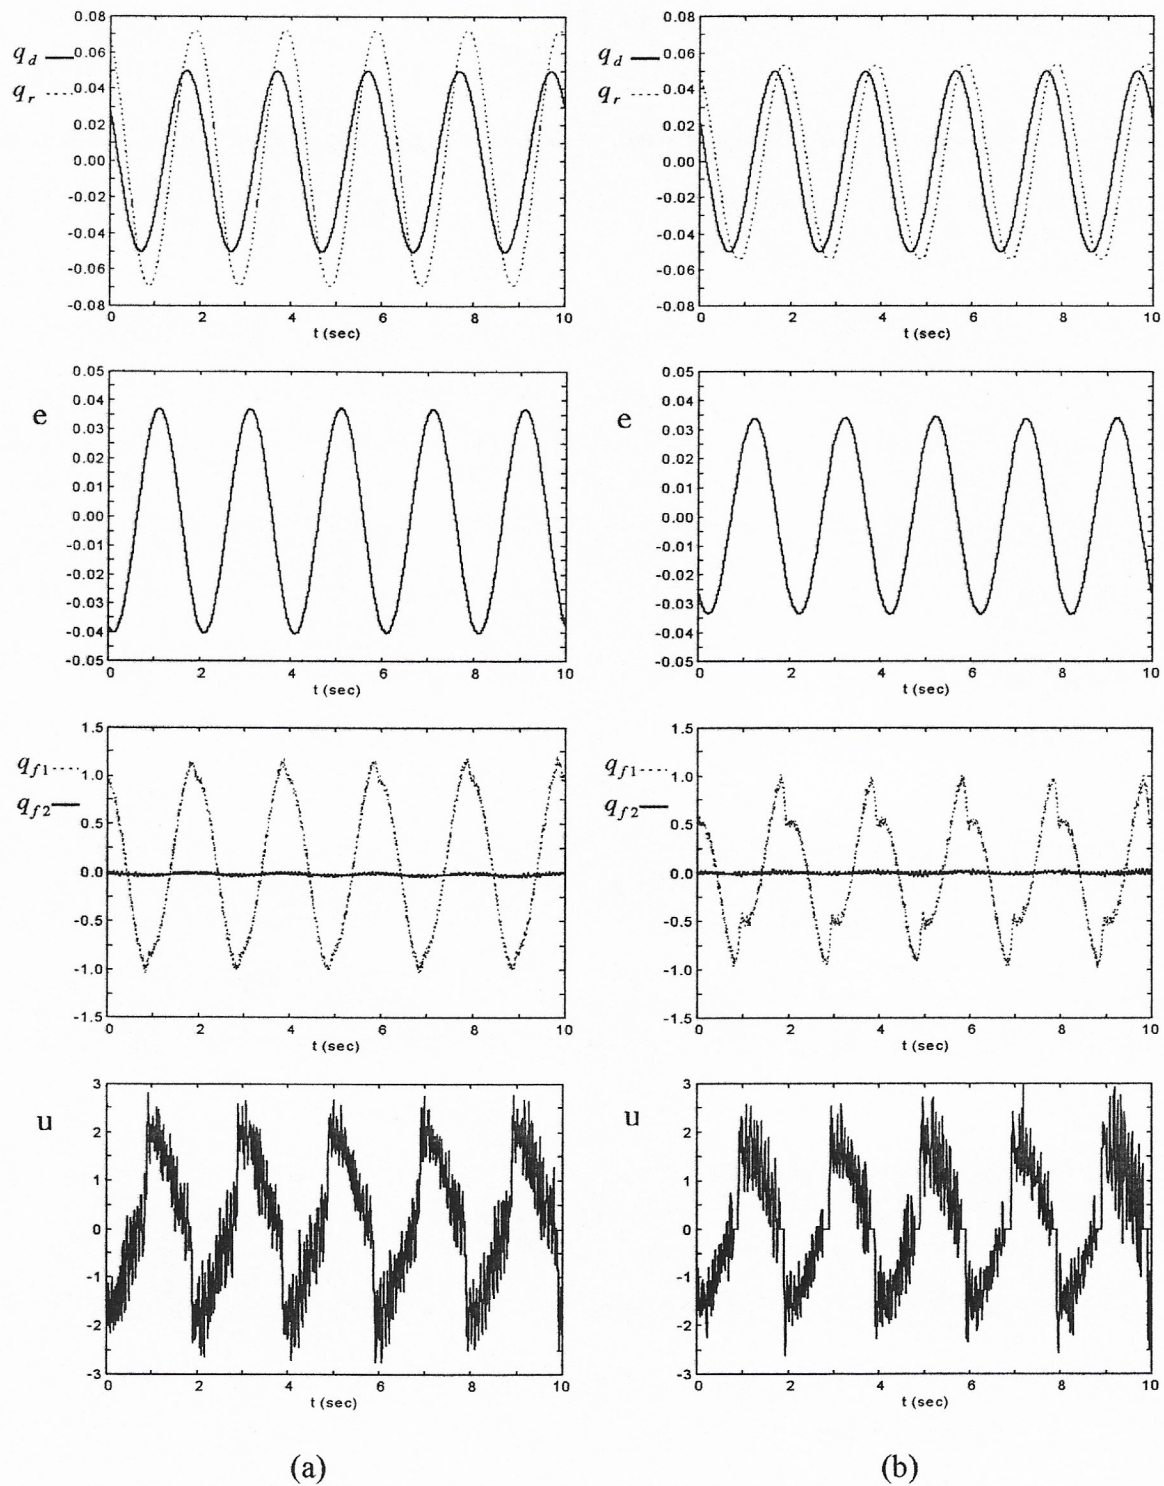 q_d — 0.08 0.06 0.04 0.02 0.00 -0.02 -0.04 -0.06 -0.08
q_r ....
0 2 4 6 8 10
t (sec)
q_d — 0.08 0.06 0.04 0.02 0.00 -0.02 -0.04 -0.06 -0.08
q_r ....
0 2 4 6 8 10
t (sec)
e
0.05 0.04 0.03 0.02 0.01 0.00 -0.01 -0.02 -0.03 -0.04 -0.05
0 2 4 6 8 10
t (sec)
e
0.05 0.04 0.03 0.02 0.01 0.00 -0.01 -0.02 -0.03 -0.04 -0.05
0 2 4 6 8 10
t (sec)
q_f1 ....
q_f2 —
1.5 1.0 0.5 0.0 -0.5 -1.0 -1.5
0 2 4 6 8 10
t (sec)
q_f1 ....
q_f2 —
1.5 1.0 0.5 0.0 -0.5 -1.0 -1.5
0 2 4 6 8 10
t (sec)
u
3 2 1 0 -1 -2 -3
0 2 4 6 8 10
t (sec)
u
3 2 1 0 -1 -2 -3
0 2 4 6 8 10
t (sec)
(a)
(b)